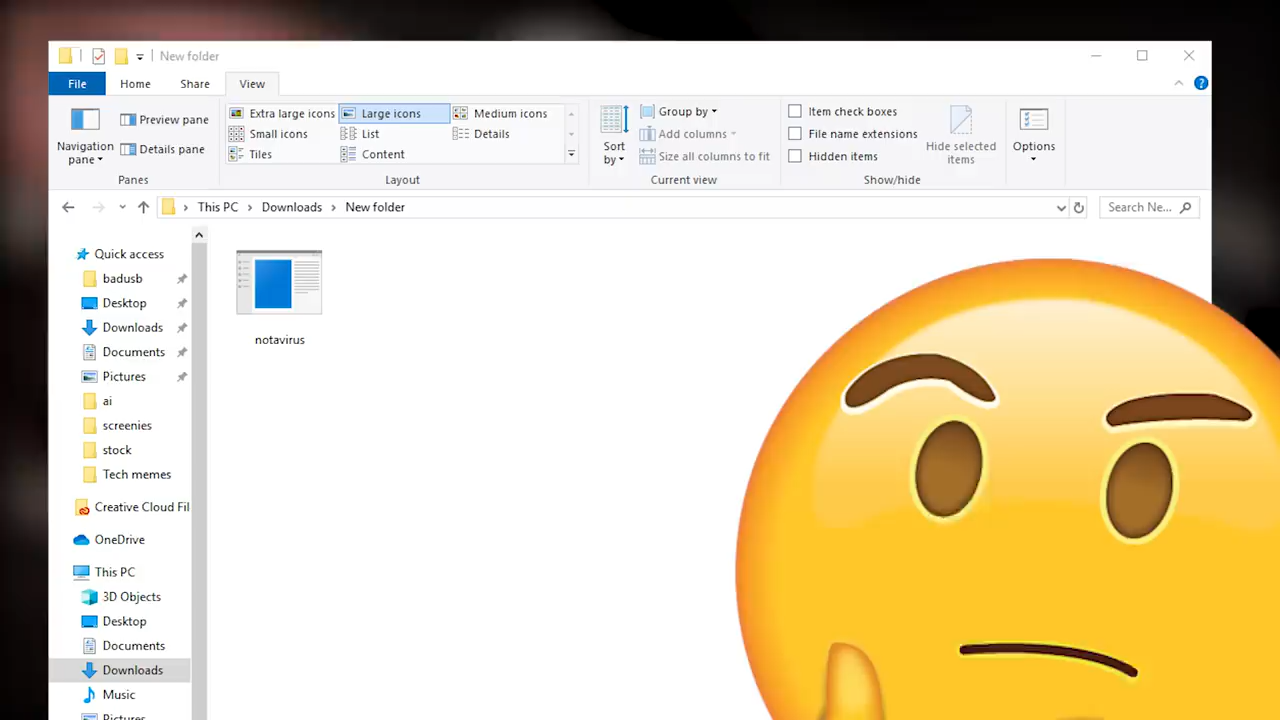 New folder
File Home Share View
Navigation pane
Preview pane
Details pane
Panes
Extra large icons Large icons Medium icons
Small icons List Details
Tiles Content
Layout
Sort by
Group by
Add columns
Size all columns to fit
Current view
Item check boxes
File name extensions
Hidden items
Hide selected items
Show/hide
Options
This PC Downloads New folder
Search Ne...
Quick access
badusb
Desktop
Downloads
Documents
Pictures
ai
screenies
stock
Tech memes
Creative Cloud Fil
OneDrive
This PC
3D Objects
Desktop
Documents
Downloads
Music
Pictures
notavirus